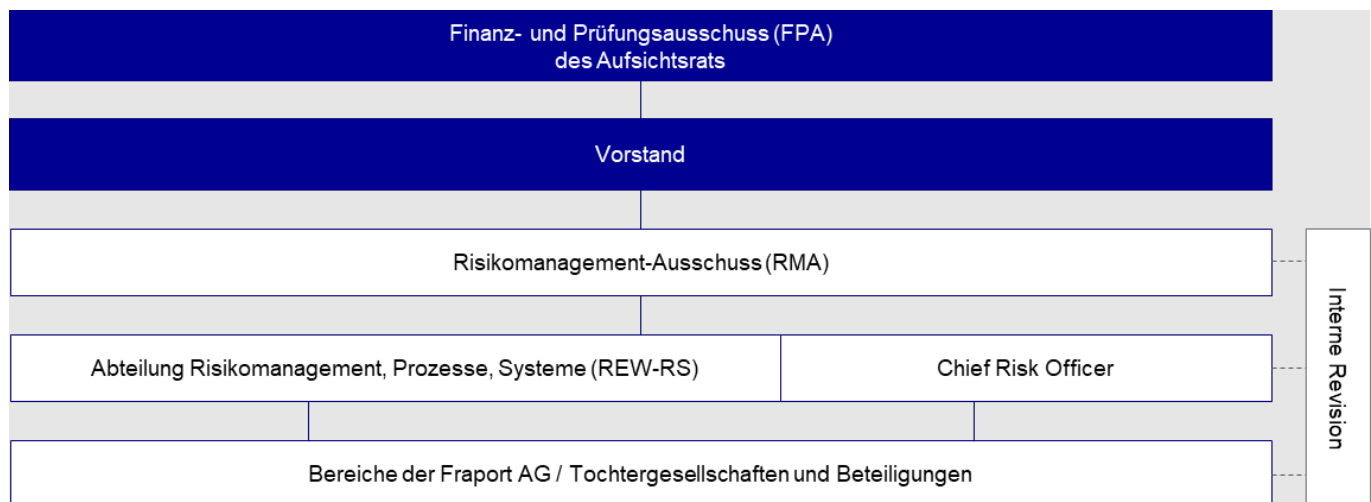 Finanz- und Prüfungsausschuss (FPA)
des Aufsichtsrats
Vorstand
Risikomanagement-Ausschuss (RMA)
Abteilung Risikomanagement, Prozesse, Systeme (REW-RS)
Chief Risk Officer
Bereiche der Fraport AG / Tochtergesellschaften und Beteiligungen
Interne Revision